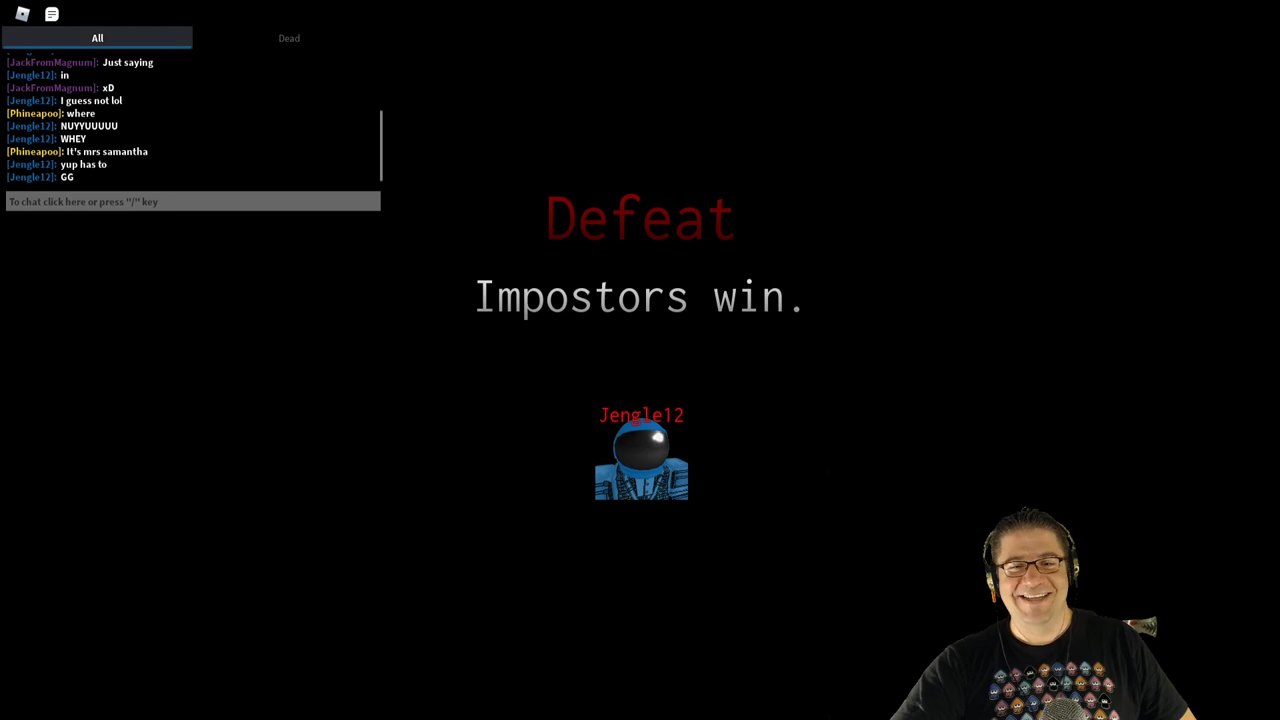 All
Dead
[JackFromMagnum]: Just saying
[Jengle12]: in
[JackFromMagnum]: xD
[Jengle12]: I guess not lol
[Phineapoo]: where
[Jengle12]: NUYYUUUUU
[Jengle12]: WHEY
[Phineapoo]: It's mrs samantha
[Jengle12]: yup has to
[Jengle12]: GG
To chat click here or press "/" key
Defeat
Impostors win.
Jengle12